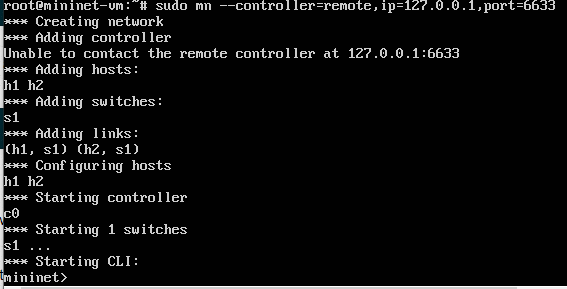 root@mininet-vm:~# sudo mn --controller=remote,ip=127.0.0.1,port=6633
*** Creating network
*** Adding controller
Unable to contact the remote controller at 127.0.0.1:6633
*** Adding hosts:
h1 h2
*** Adding switches:
s1
*** Adding links:
(h1, s1) (h2, s1)
*** Configuring hosts
h1 h2
*** Starting controller
c0
*** Starting 1 switches
s1 ...
*** Starting CLI:
mininet>